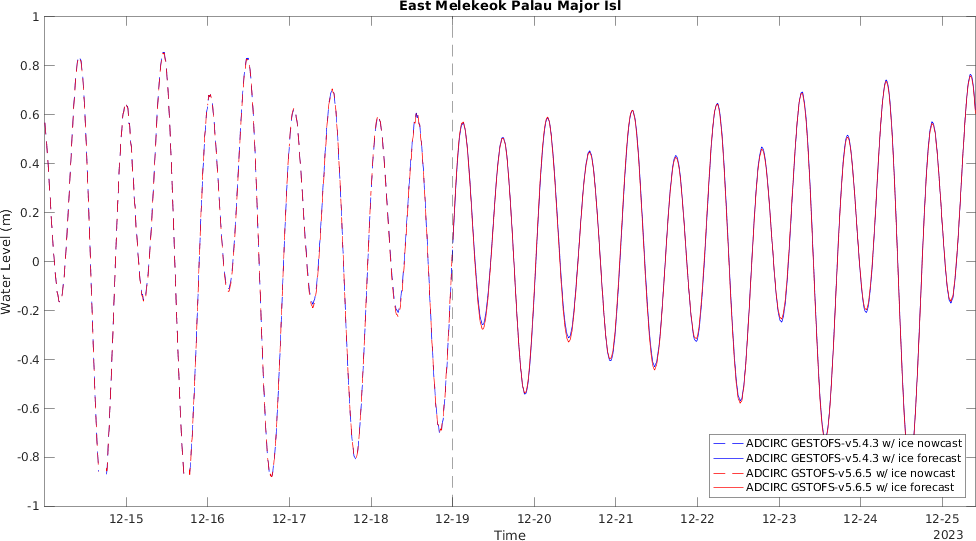 East Melekeok Palau Major Isl
1
0.8
0.6
0.4
0.2
0
-0.2
-0.4
-0.6
-0.8
-1
Water Level (m)
12-15 12-16 12-17 12-18 12-19 12-20 12-21 12-22 12-23 12-24 12-25
Time
2023
ADCIRC GESTOFS-v5.4.3 w/ ice nowcast
ADCIRC GESTOFS-v5.4.3 w/ ice forecast
ADCIRC GSTOFS-v5.6.5 w/ ice nowcast
ADCIRC GSTOFS-v5.6.5 w/ ice forecast